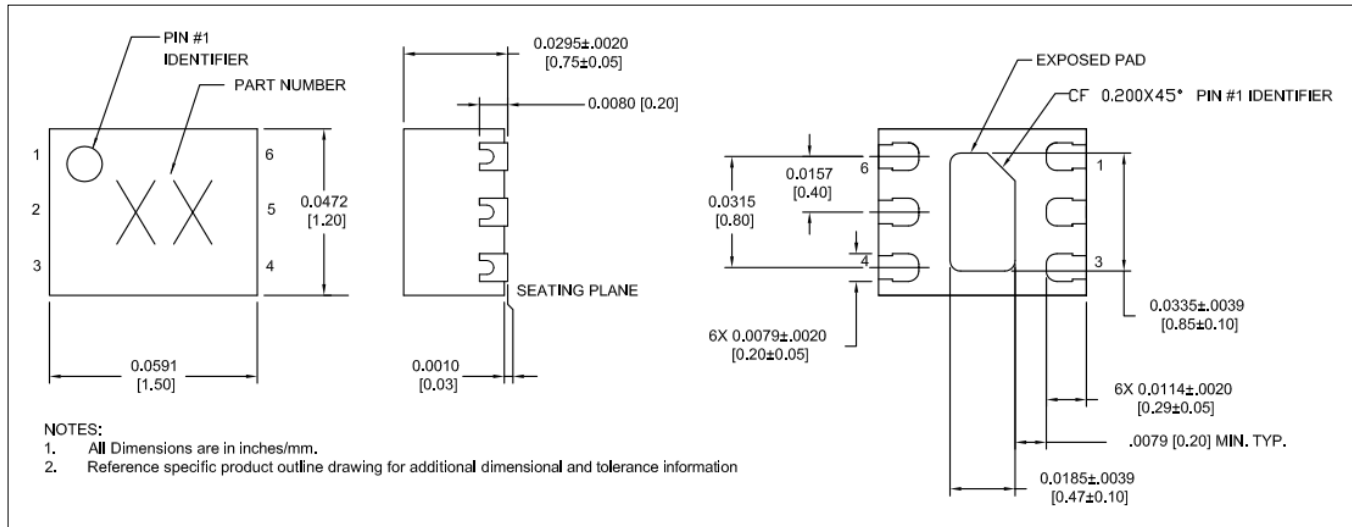 PIN #1
IDENTIFIER
PART NUMBER
1
2
3
6
5
4
XX
0.0472
[1.20]
0.0591
[1.50]
0.0295±.0020
[0.75±0.05]
0.0080 [0.20]
SEATING PLANE
0.0010
[0.03]
EXPOSED PAD
CF 0.200X45° PIN #1 IDENTIFIER
6
4
1
3
0.0157
[0.40]
0.0315
[0.80]
6X 0.0079±.0020
[0.20±0.05]
0.0335±.0039
[0.85±0.10]
6X 0.0114±.0020
[0.29±0.05]
.0079 [0.20] MIN. TYP.
0.0185±.0039
[0.47±0.10]
NOTES:
1. All Dimensions are in inches/mm.
2. Reference specific product outline drawing for additional dimensional and tolerance information